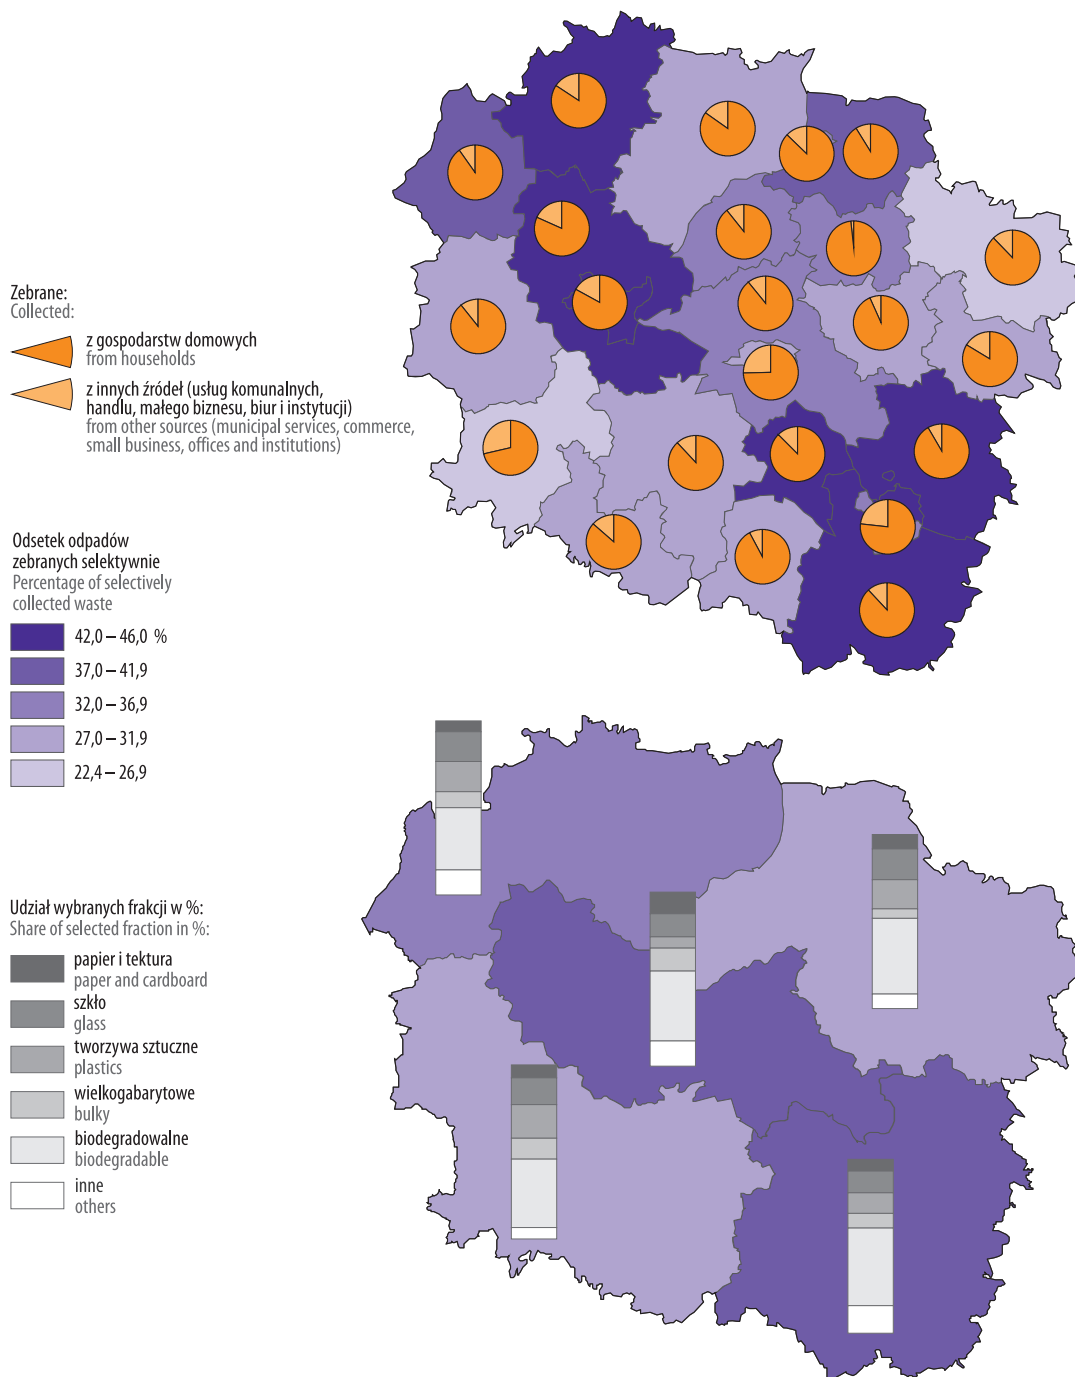 Zebrane:
Collected:
z gospodarstw domowych
from households
z innych źródeł (usług komunalnych,
handlu, małego biznesu, biur i instytucji)
from other sources (municipal services, commerce,
small business, offices and institutions)
Odsetek odpadów
zebranych selektywnie
Percentage of selectively
collected waste
42,0 – 46,0 %
37,0 – 41,9
32,0 – 36,9
27,0 – 31,9
22,4 – 26,9
Udział wybranych frakcji w %:
Share of selected fraction in %:
papier i tektura
paper and cardboard
szkło
glass
tworzywa sztuczne
plastics
wielkogabarytowe
bulky
biodegradowalne
biodegradable
inne
others